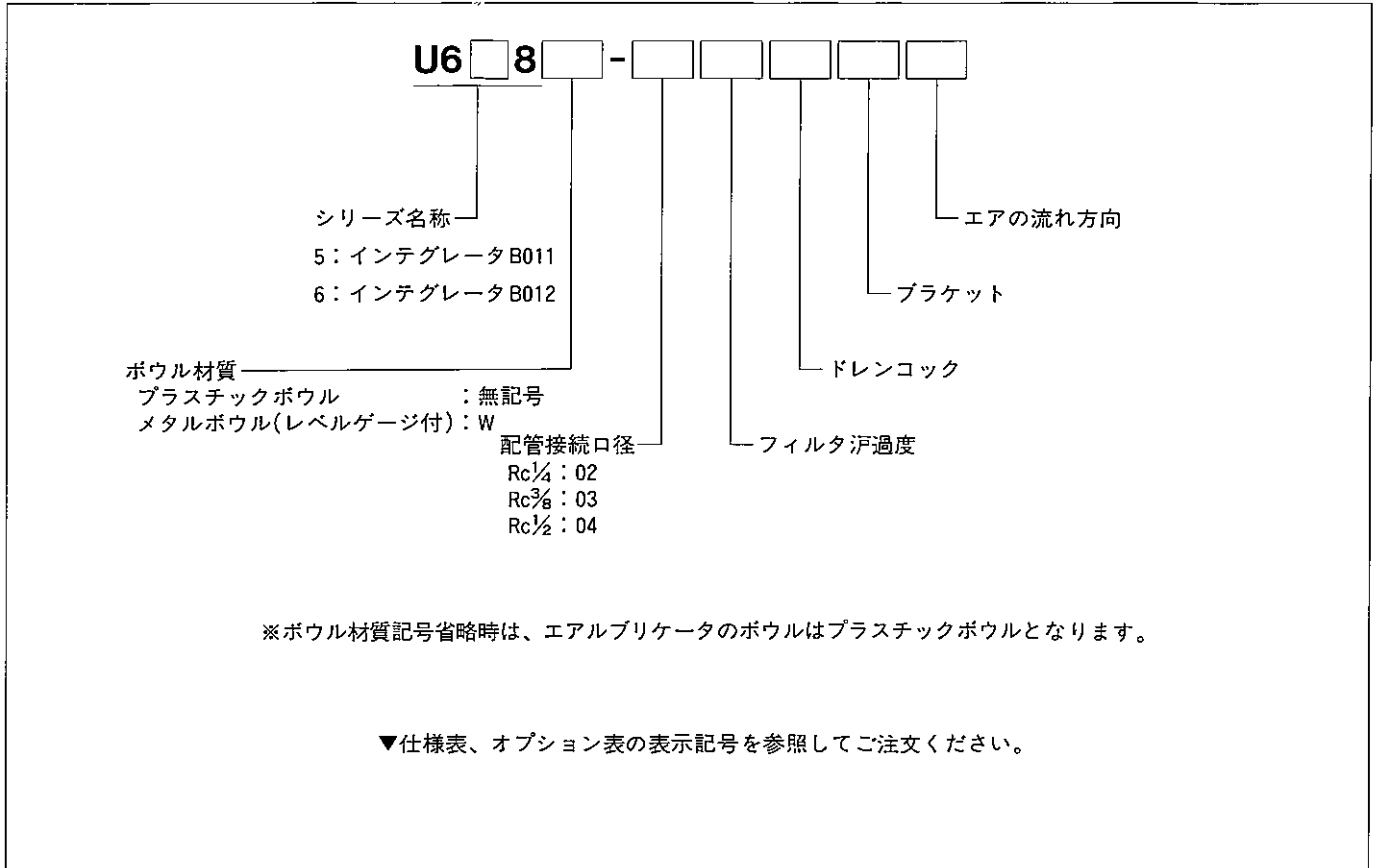 U6□8□-□□□□□
シリーズ名称
エアの流れ方向
5：インテグレータB011
6：インテグレータB012
ブラケット
ボウル材質
ドレンコック
プラスチックボウル：無記号
メタルボウル(レベルゲージ付)：W
配管接続口径
フィルタ沪過度
Rc1/4：02
Rc3/8：03
Rc1/2：04
※ボウル材質記号省略時は、エアルブリケータのボウルはプラスチックボウルとなります。
▼仕様表、オプション表の表示記号を参照してご注文ください。